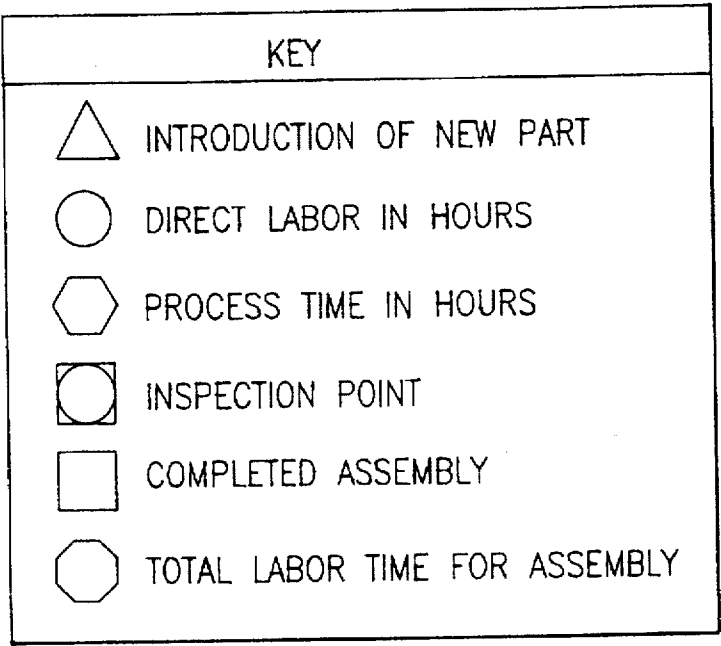 KEY
INTRODUCTION OF NEW PART
DIRECT LABOR IN HOURS
PROCESS TIME IN HOURS
INSPECTION POINT
COMPLETED ASSEMBLY
TOTAL LABOR TIME FOR ASSEMBLY